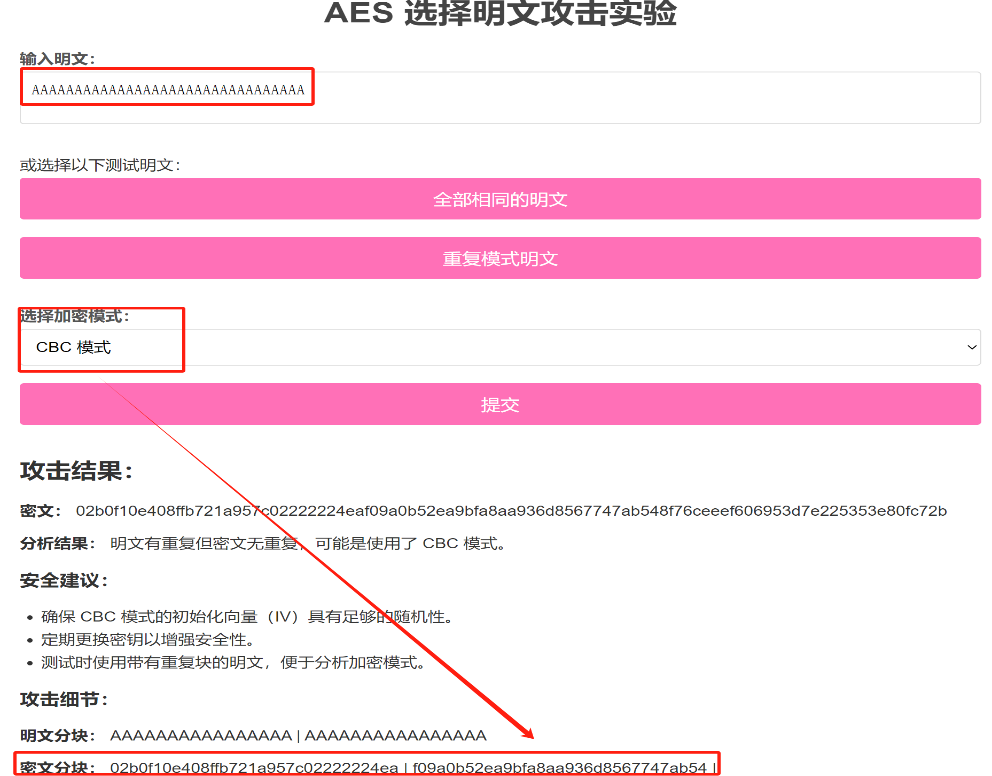 AES 选择明文攻击实验
输入明文：
AAAAAAAAAAAAAAAAAAAAAAAAAAAAAAAA
或选择以下测试明文：
全部相同的明文
重复模式明文
选择加密模式：
CBC 模式
提交
攻击结果：
密文： 02b0f10e408ffb721a957c02222224eaf09a0b52ea9bfa8aa936d8567747ab548f76ceeef606953d7e225353e80fc72b
分析结果： 明文有重复但密文无重复，可能是使用了 CBC 模式。
安全建议：
• 确保 CBC 模式的初始化向量（IV）具有足够的随机性。
• 定期更换密钥以增强安全性。
• 测试时使用带有重复块的明文，便于分析加密模式。
攻击细节：
明文分块： AAAAAAAAAAAAAAAA | AAAAAAAAAAAAAAAA
密文分块： 02b0f10e408ffb721a957c02222224ea | f09a0b52ea9bfa8aa936d8567747ab54 |